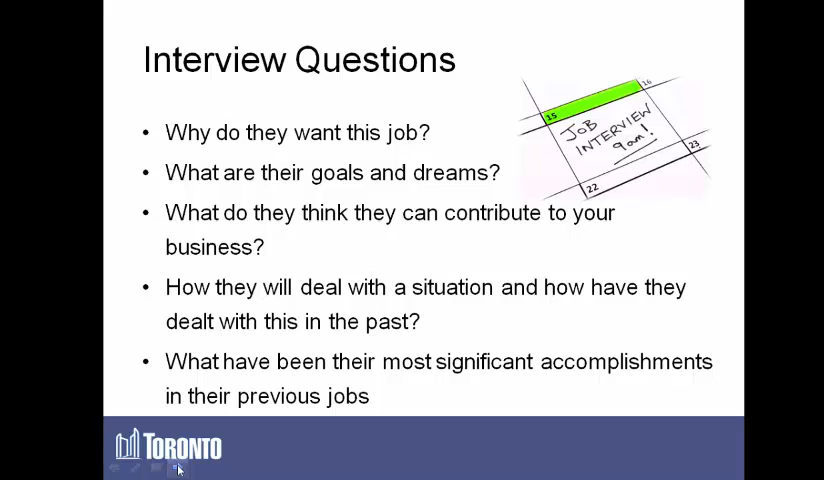 Interview Questions
16
15
JOB
INTERVIEW
9am!
23
22
• Why do they want this job?
• What are their goals and dreams?
• What do they think they can contribute to your
business?
• How they will deal with a situation and how have they
dealt with this in the past?
• What have been their most significant accomplishments
in their previous jobs
TORONTO